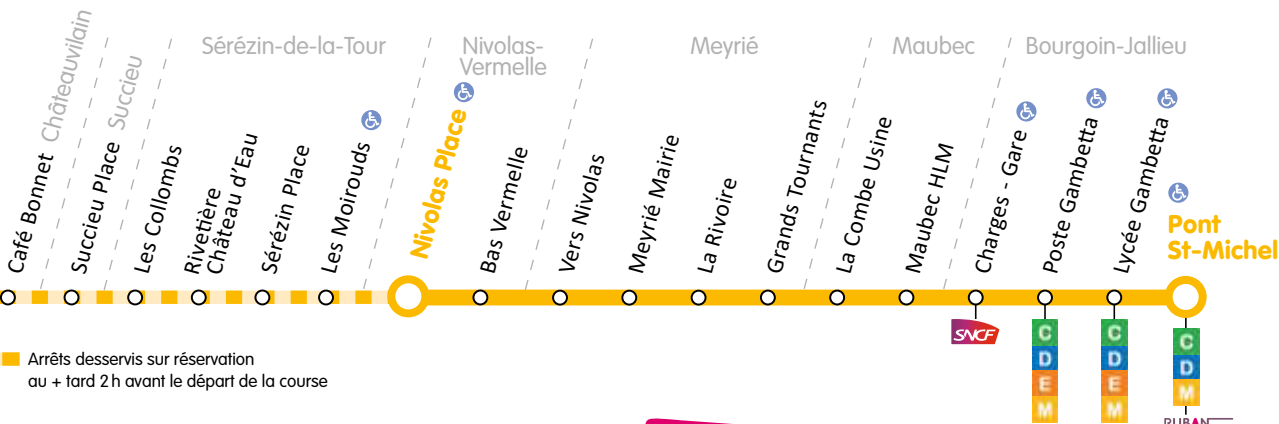 Châteauvilain
Succieu
Sérézin-de-la-Tour
Nivolas-
Vermelle
Meyrié
Maubec
Bourgoin-Jallieu
Café Bonnet
Succieu Place
Les Collombs
Rivetière
Château d'Eau
Sérézin Place
Les Moirouds
Nivolas Place
Bas Vermelle
Vers Nivolas
Meyrié Mairie
La Rivoire
Grands Tournants
La Combe Usine
Maubec HLM
Charges - Gare
Poste Gambetta
Lycée Gambetta
Pont
St-Michel
SNCF
C
D
E
M
C
D
E
M
C
D
M
RUBAN
Arrêts desservis sur réservation
au + tard 2 h avant le départ de la course